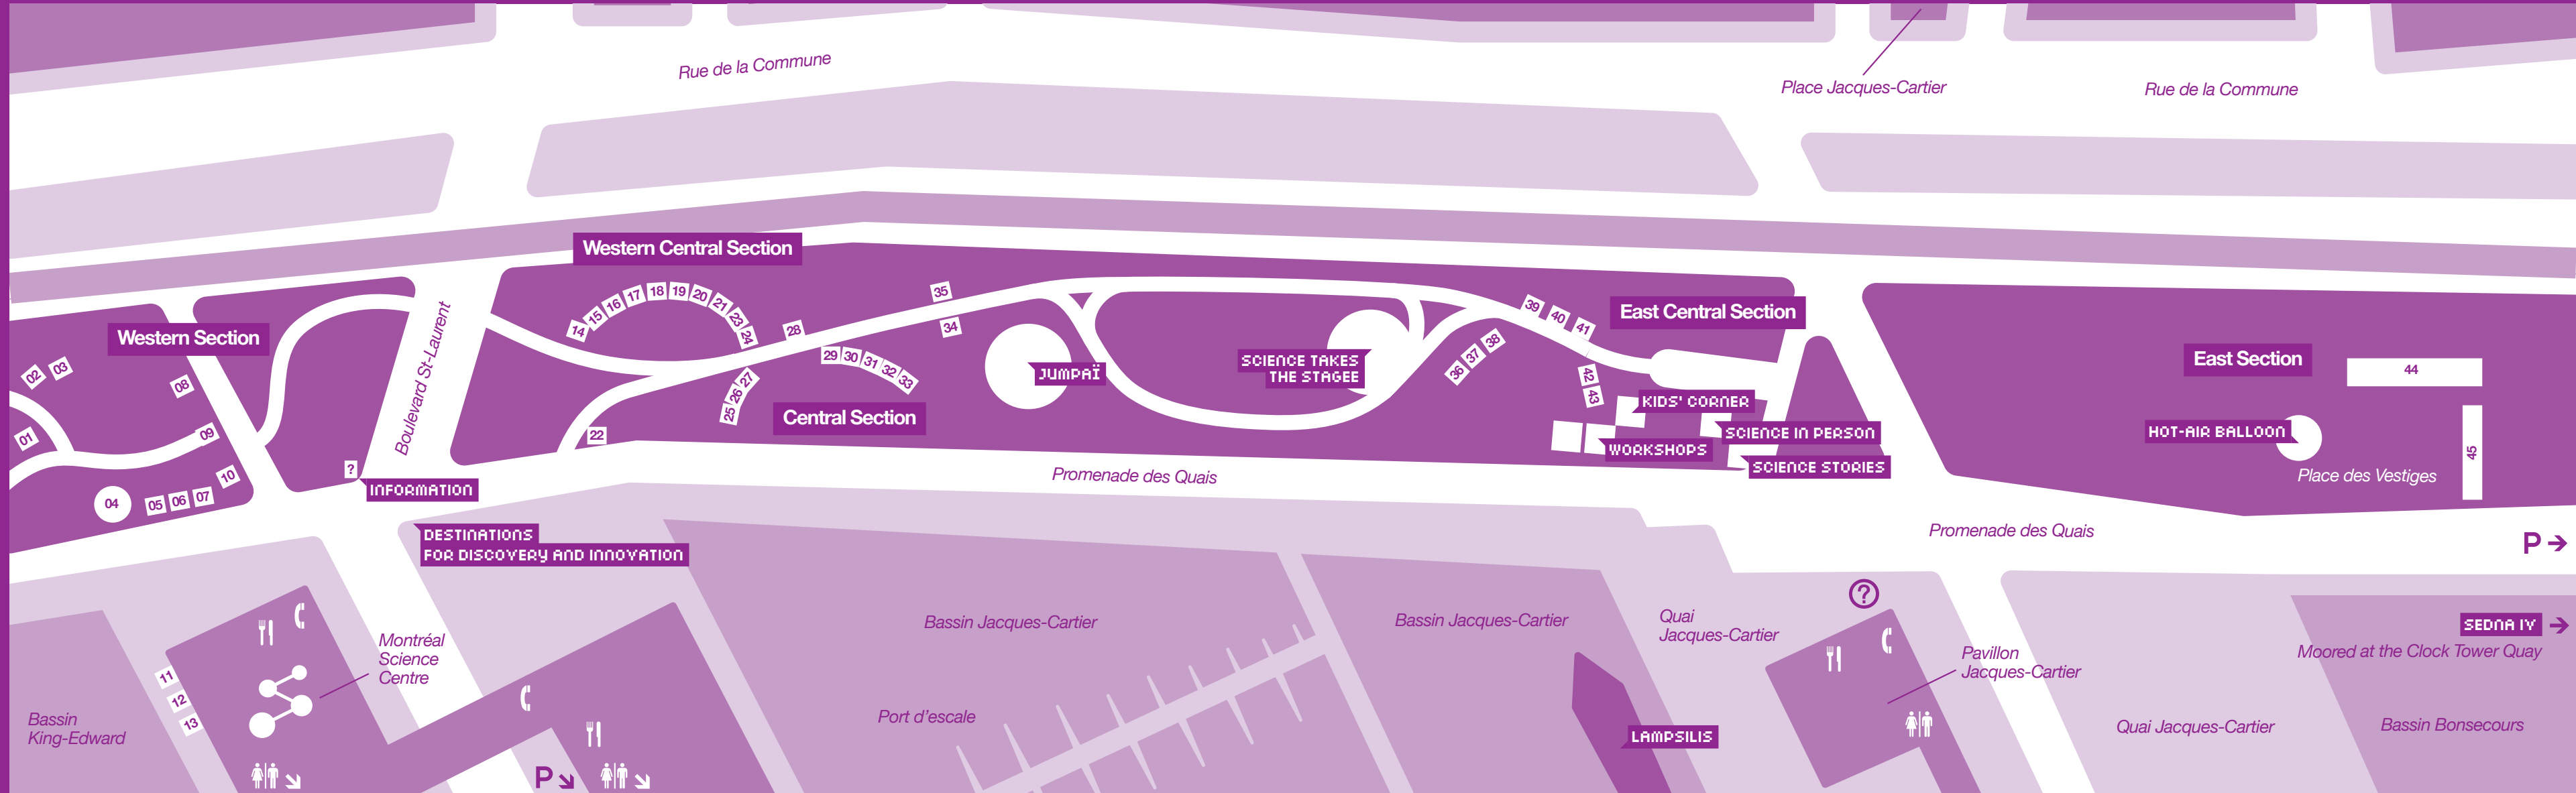 Rue de la Commune
Place Jacques-Cartier
Rue de la Commune
Western Section
02
03
01
08
09
10
04
05
06
07
Boulevard St-Laurent
?
INFORMATION
Western Central Section
14
15
16
17
18
19
20
21
23
24
28
35
34
29
30
31
32
33
27
26
25
22
Central Section
JUMPAÏ
SCIENCE TAKES
THE STAGEE
39
40
41
38
37
36
42
43
East Central Section
KIDS' CORNER
WORKSHOPS
SCIENCE IN PERSON
SCIENCE STORIES
East Section
44
45
HOT-AIR BALLOON
Place des Vestiges
Promenade des Quais
Promenade des Quais
P
DESTINATIONS
FOR DISCOVERY AND INNOVATION
Montréal
Science
Centre
11
12
13
Bassin
King-Edward
P
Bassin Jacques-Cartier
Port d'escale
Bassin Jacques-Cartier
LAMPSILIS
Quai
Jacques-Cartier
?
Pavillon
Jacques-Cartier
Quai Jacques-Cartier
SEDNA IV
Moored at the Clock Tower Quay
Bassin Bonsecours